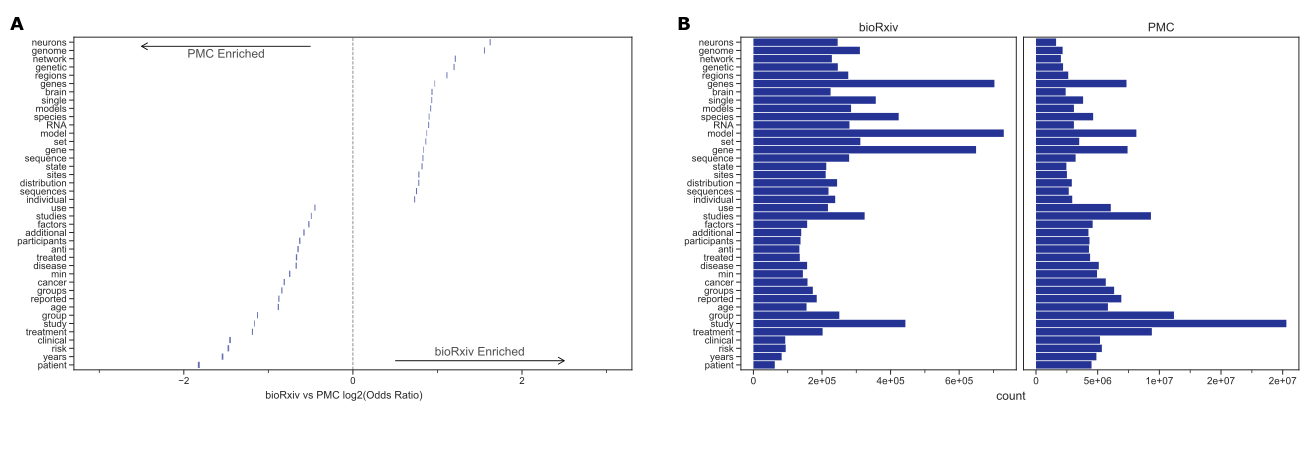 A
neurons
genome
network
genetic
regions
genes
brain
single
models
species
RNA
model
set
gene
sequence
state
sites
distribution
sequences
individual
use
studies
factors
additional
participants
anti
treated
disease
min
cancer
groups
reported
age
group
study
treatment
clinical
risk
years
patient
PMC Enriched
bioRxiv Enriched
−2 0 2
bioRxiv vs PMC log2(Odds Ratio)
B
bioRxiv PMC
neurons
genome
network
genetic
regions
genes
brain
single
models
species
RNA
model
set
gene
sequence
state
sites
distribution
sequences
individual
use
studies
factors
additional
participants
anti
treated
disease
min
cancer
groups
reported
age
group
study
treatment
clinical
risk
years
patient
0 2e+05 4e+05 6e+05 0 5e+06 1e+07 2e+07 2e+07
count